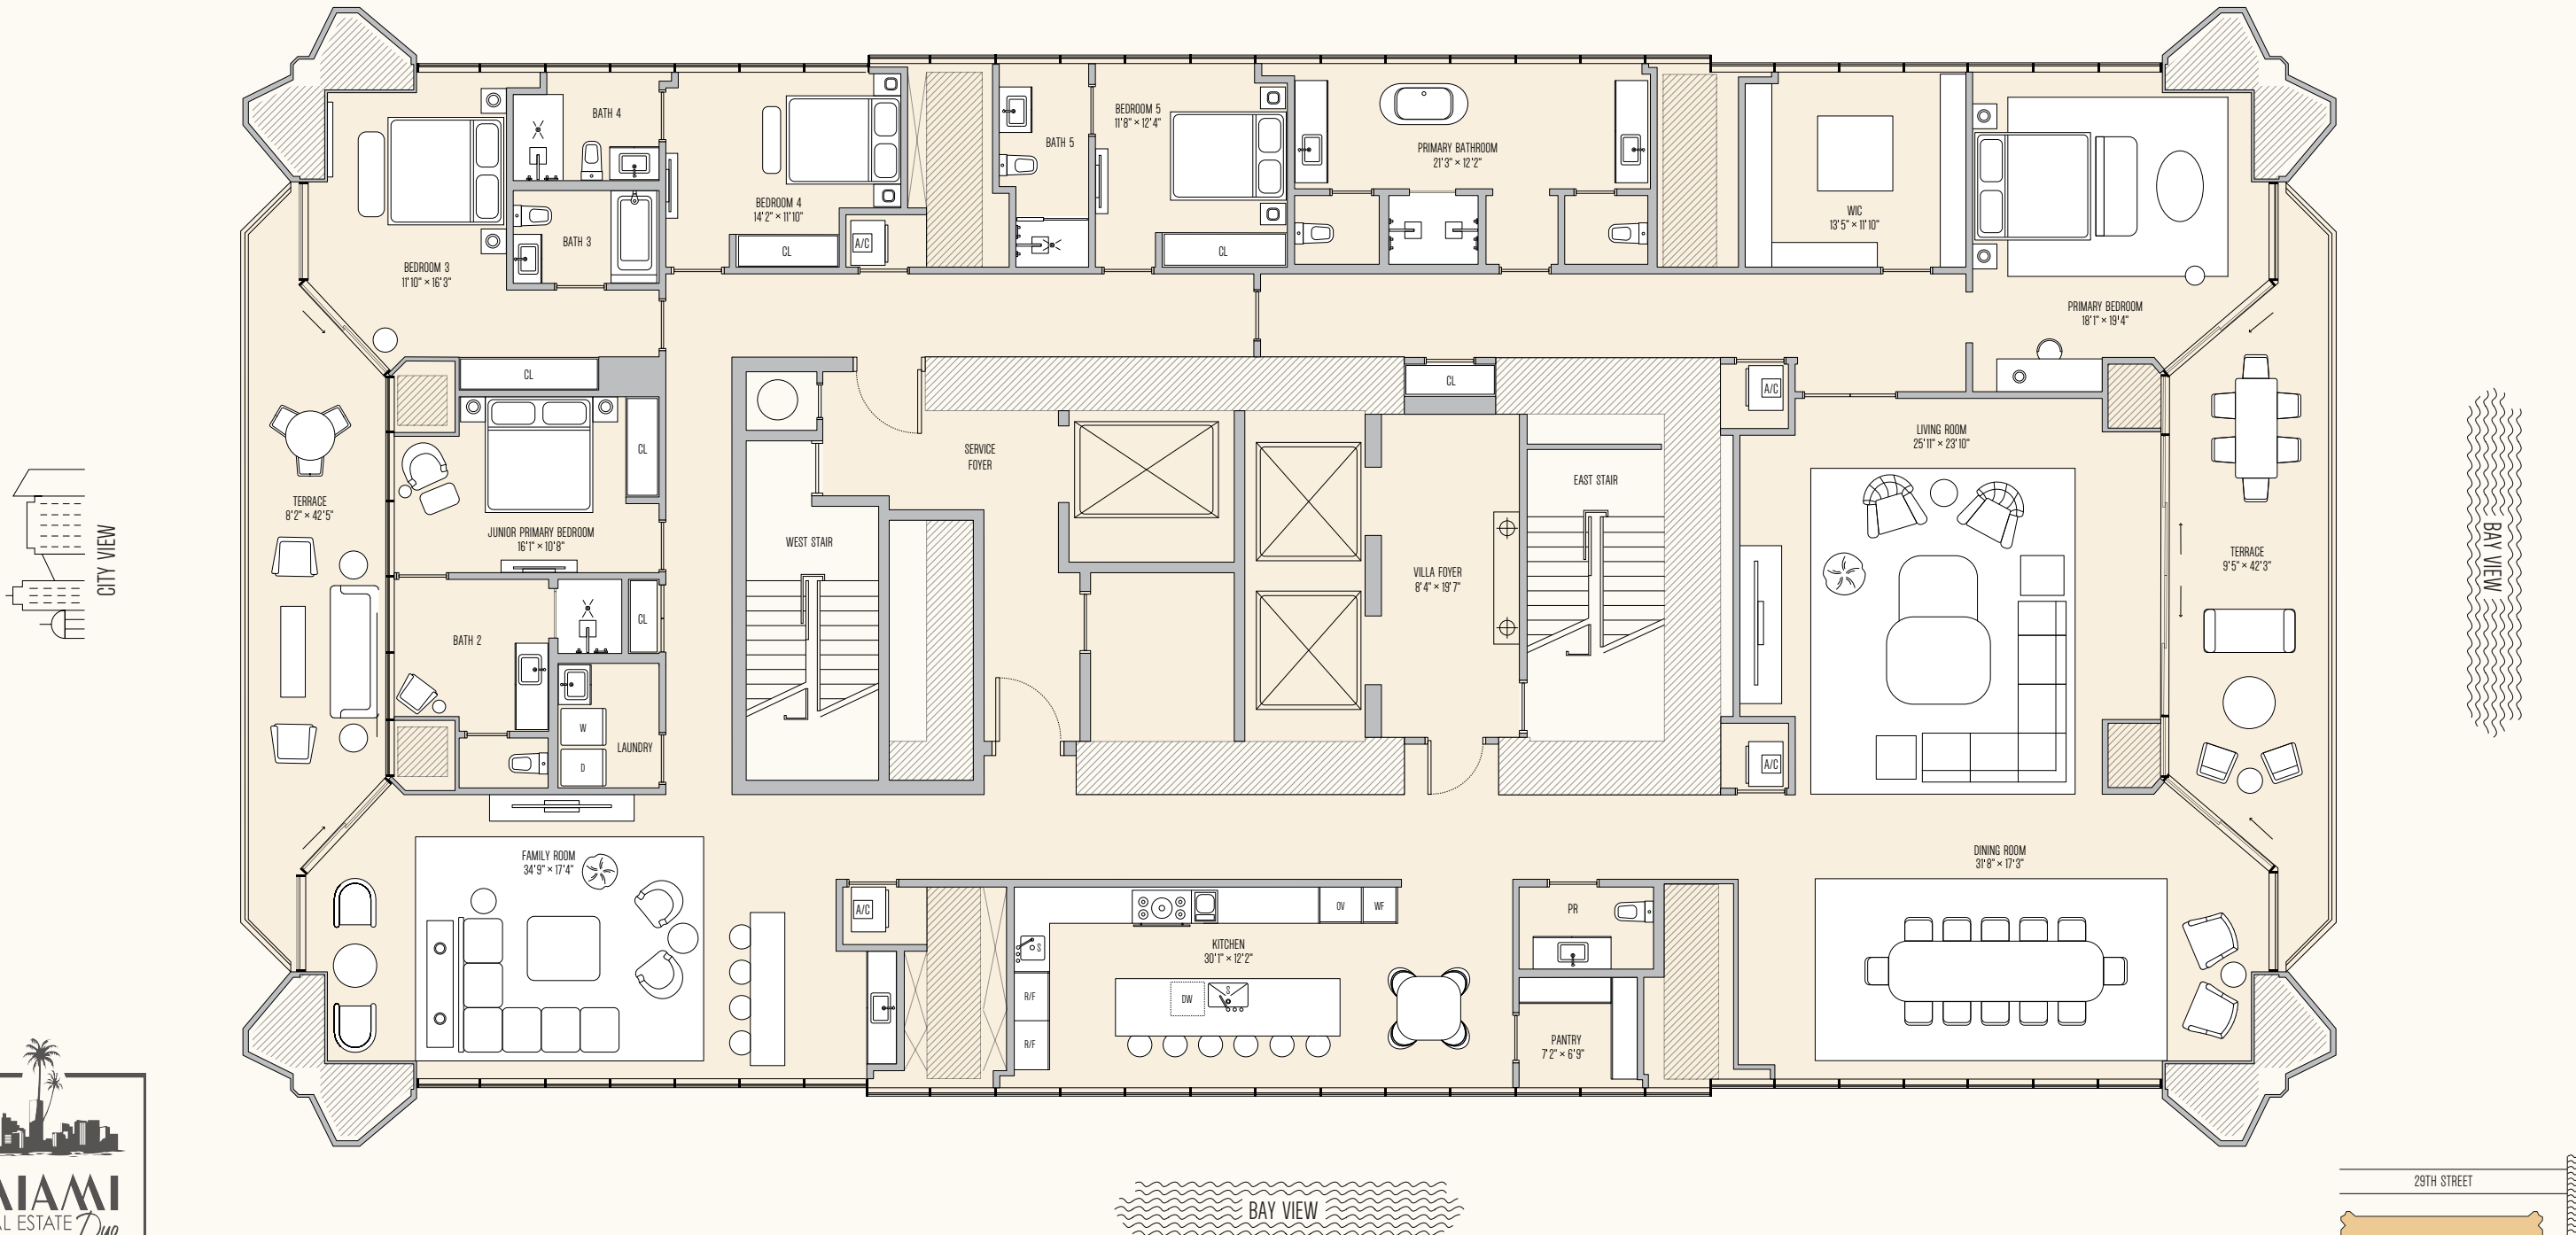 BATH 4
BEDROOM 5
11'8" × 12'4"
BATH 5
PRIMARY BATHROOM
21'3" × 12'2"
BEDROOM 4
14'2" × 11'10"
WIC
13'5" × 11'10"
BATH 3
A/C
CL
CL
BEDROOM 3
11'10" × 16'3"
PRIMARY BEDROOM
18'1" × 19'4"
CL
CL
A/C
LIVING ROOM
25'11" × 23'10"
CL
SERVICE
FOYER
EAST STAIR
TERRACE
8'2" × 42'5"
JUNIOR PRIMARY BEDROOM
16'1" × 10'8"
WEST STAIR
CITY VIEW
BAY VIEW
VILLA FOYER
8'4" × 19'7"
TERRACE
9'5" × 42'3"
CL
BATH 2
W
LAUNDRY
D
A/C
FAMILY ROOM
34'9" × 17'4"
DINING ROOM
31'8" × 17'3"
A/C
OV
WF
PR
S
KITCHEN
30'1" × 12'2"
R/F
DW
S
R/F
PANTRY
7'2" × 6'9"
29TH STREET
BAY VIEW
AIAMI
AL ESTATE Duo